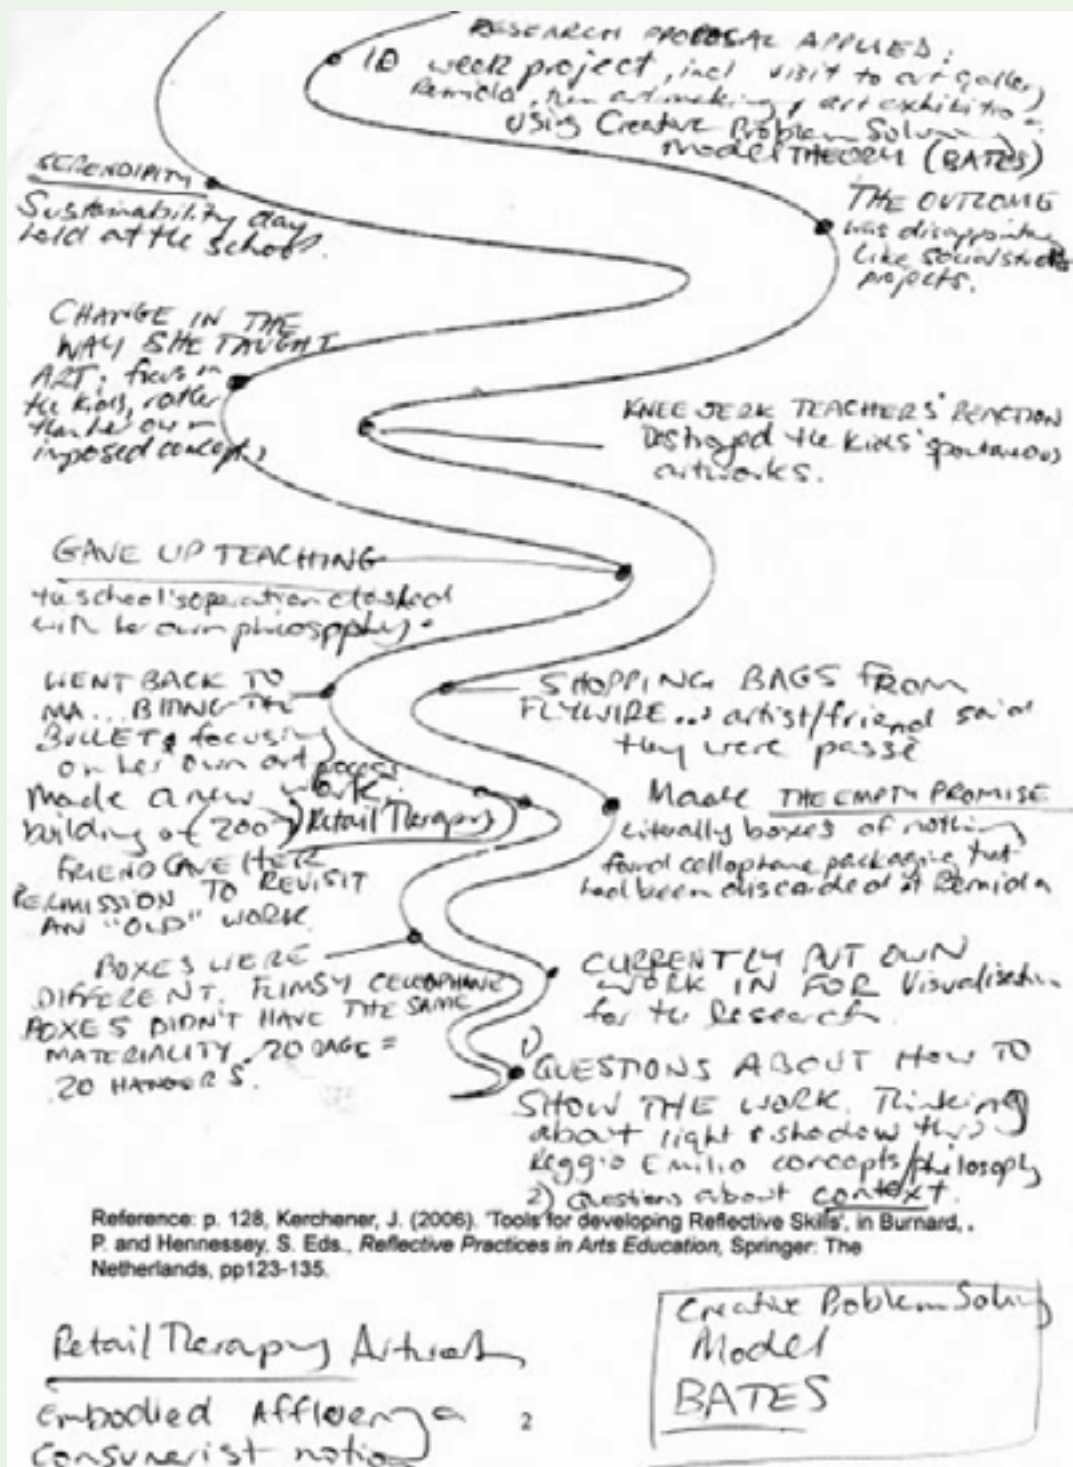 RESEARCH PROPOSAL APPLIED:
10 week project, incl visit to art gallery
Remida, then artmaking & art exhibition
using Creative Problem Solving
Model THEORY (BATES)
SERENDIPITY
Sustainability day
held at the school.
THE OUTCOME
was disappointing
like social studies
projects.
CHANGE IN THE
WAY SHE TAUGHT
ART: focus on
the kids, rather
than her own
imposed concepts
KNEE JERK TEACHERS' REACTION
Destroyed the kids' spontaneous
artworks.
GAVE UP TEACHING
the school's operation clashed
with her own philosophy.
WENT BACK TO
MA... BITING THE
BULLET & focusing
on her own art process
Made a new work.
building of (2007) Retail Therapy
FRIEND GAVE HER
PERMISSION TO REVISIT
AN "OLD" WORK.
SHOPPING BAGS FROM
FLYWIRE... artist/friend said
they were passé
Made THE EMPTY PROMISE
Literally boxes of nothing
found cellophane packaging that
had been discarded at Remida
BOXES WERE
DIFFERENT. FLIMSY CELLOPHANE
BOXES DIDN'T HAVE THE SAME
MATERIALITY. 20 BAGS =
20 HANGERS.
CURRENTLY PUT OWN
WORK IN FOR Visualisation
for the Research
1) QUESTIONS ABOUT HOW TO
SHOW THE WORK. Thinking
about light & shadow thru
Reggio Emilio concepts/philosophy
2) Questions about context.
Reference: p. 128, Kerchener, J. (2006). 'Tools for developing Reflective Skills', in Burnard, .
P. and Hennessey, S. Eds., Reflective Practices in Arts Education, Springer: The
Netherlands, pp123-135.
Retail Therapy Artwork
Embodied Affluenza
Consumerist notion
2
Creative Problem Solving
Model
BATES